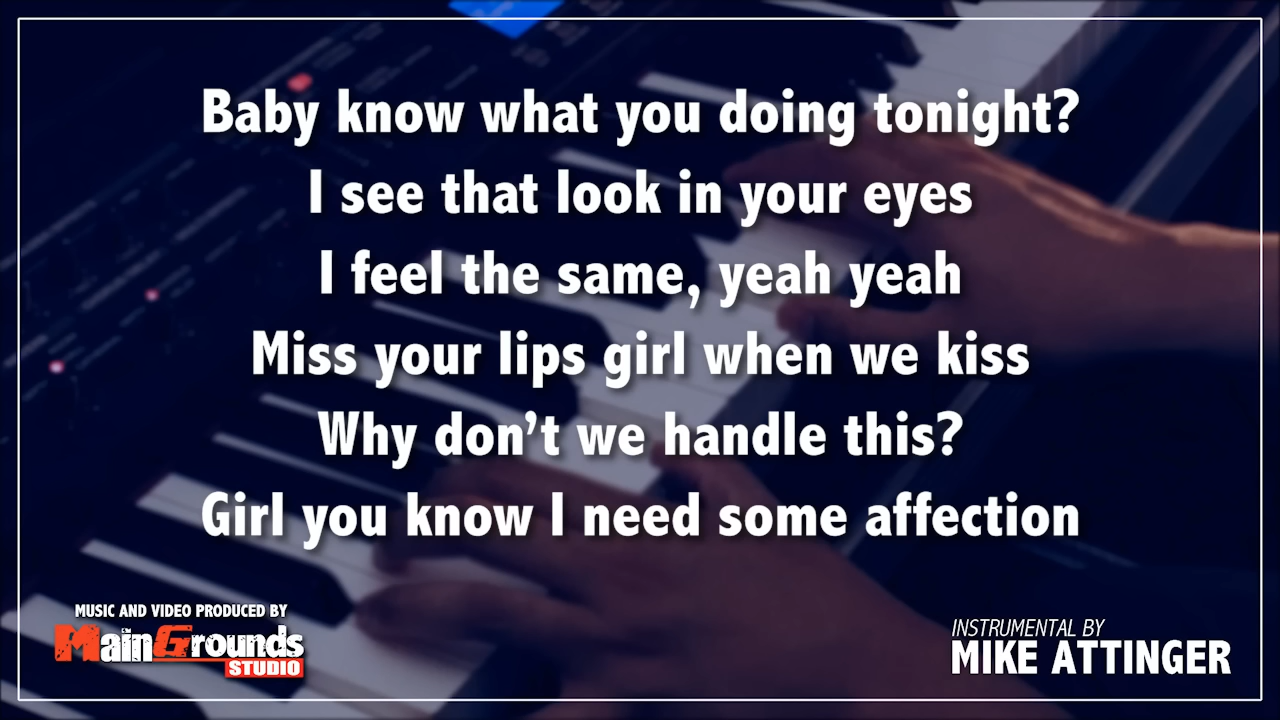 Baby know what you doing tonight?
I see that look in your eyes
I feel the same, yeah yeah
Miss your lips girl when we kiss
Why don’t we handle this?
Girl you know I need some affection
MUSIC AND VIDEO PRODUCED BY
MainGrounds
STUDIO
INSTRUMENTAL BY
MIKE ATTINGER